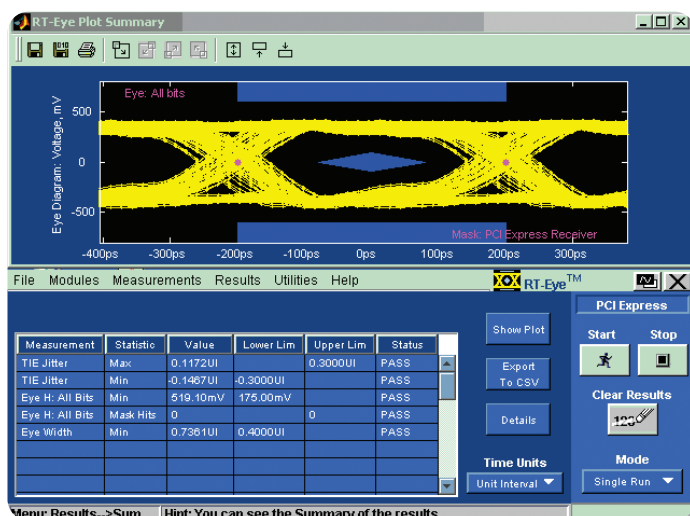 RT-Eye Plot Summary
Eye: All bits
Eye Diagram: Voltage, mV
500
0
-500
Mask: PCI Express Receiver
-400ps -300ps -200ps -100ps 0ps 100ps 200ps 300ps
File Modules Measurements Results Utilities Help
RT-Eye™
PCI Express
Show Plot
Start Stop
Measurement Statistic Value Lower Lim Upper Lim Status
TIE Jitter Max 0.1172UI 0.3000UI PASS
TIE Jitter Min -0.1467UI -0.3000UI PASS
Eye H: All Bits Min 519.10mV 175.00mV PASS
Eye H: All Bits Mask Hits 0 0 PASS
Eye Width Min 0.7361UI 0.4000UI PASS
Export
To CSV
Clear Results
123
Details
Time Units
Unit Interval
Mode
Single Run
Menu: Results-->Sum Hint: You can see the Summary of the results